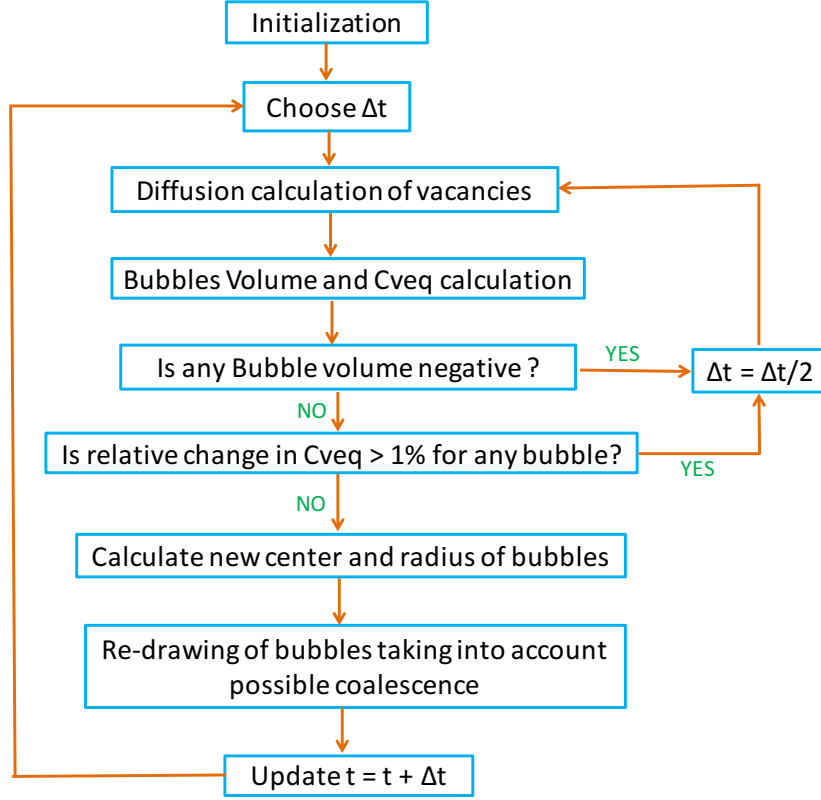 Initialization
Choose Δt
Diffusion calculation of vacancies
Bubbles Volume and Cveq calculation
Is any Bubble volume negative ?
YES
Δt = Δt/2
NO
Is relative change in Cveq > 1% for any bubble?
YES
NO
Calculate new center and radius of bubbles
Re-drawing of bubbles taking into account
possible coalescence
Update t = t + Δt